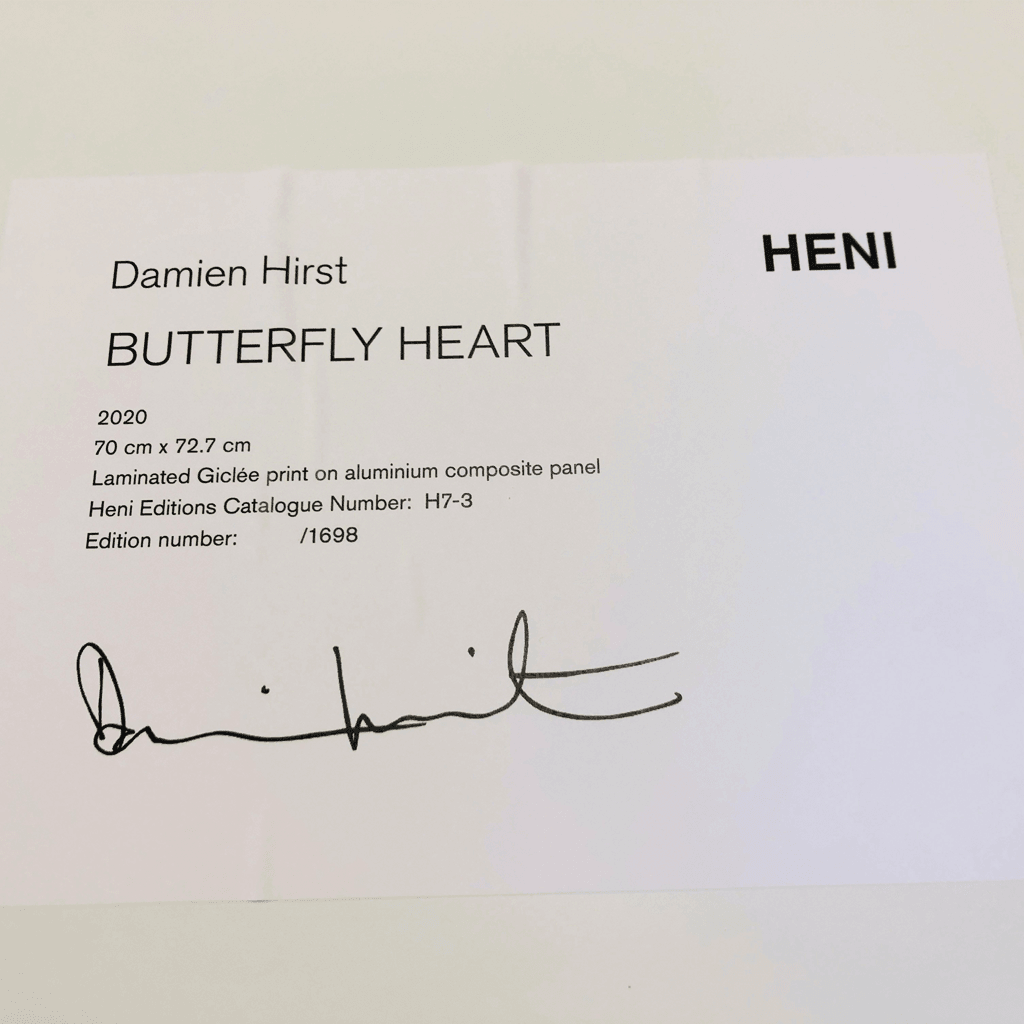 HENI
Damien Hirst
BUTTERFLY HEART
2020
70 cm x 72.7 cm
Laminated Giclée print on aluminium composite panel
Heni Editions Catalogue Number: H7-3
Edition number: /1698